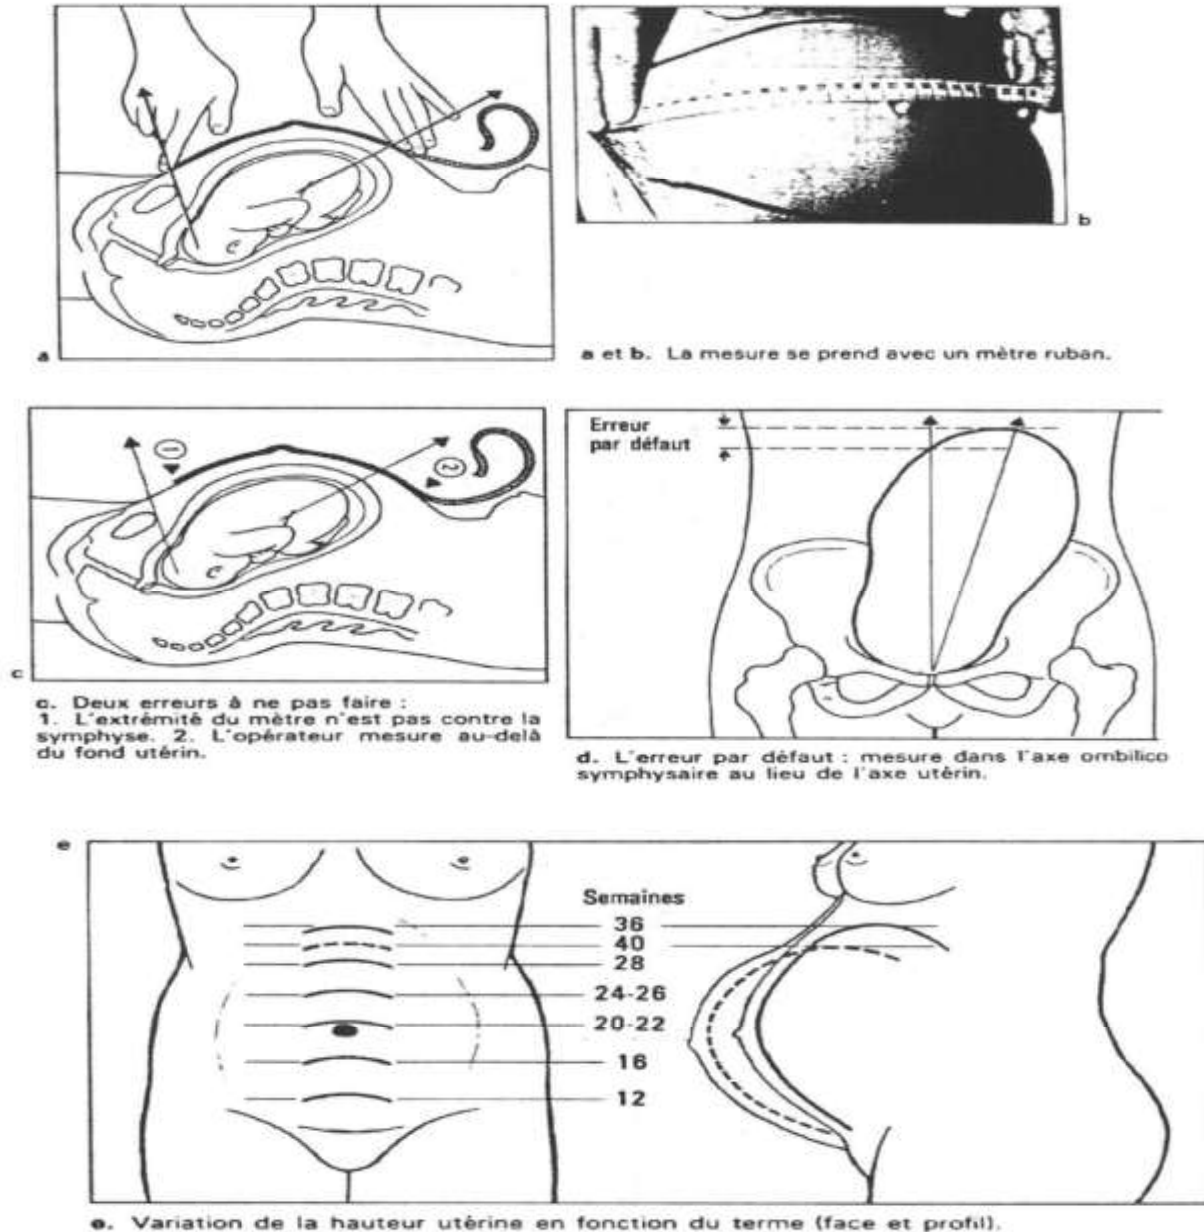 a
b
a et b. La mesure se prend avec un mètre ruban.
1
2
c
c. Deux erreurs à ne pas faire :
1. L'extrémité du mètre n'est pas contre la
symphyse. 2. L'opérateur mesure au-delà
du fond utérin.
Erreur
par défaut
d. L'erreur par défaut : mesure dans l'axe ombilico
symphysaire au lieu de l'axe utérin.
e
Semaines
36
40
28
24-26
20-22
16
12
e. Variation de la hauteur utérine en fonction du terme (face et profil).